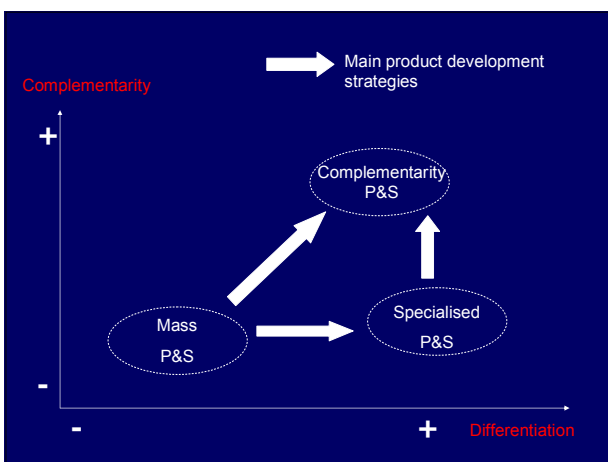 Main product development
strategies
Complementarity
+
Complementarity
P&S
Mass
P&S
Specialised
P&S
-
-
+
Differentiation